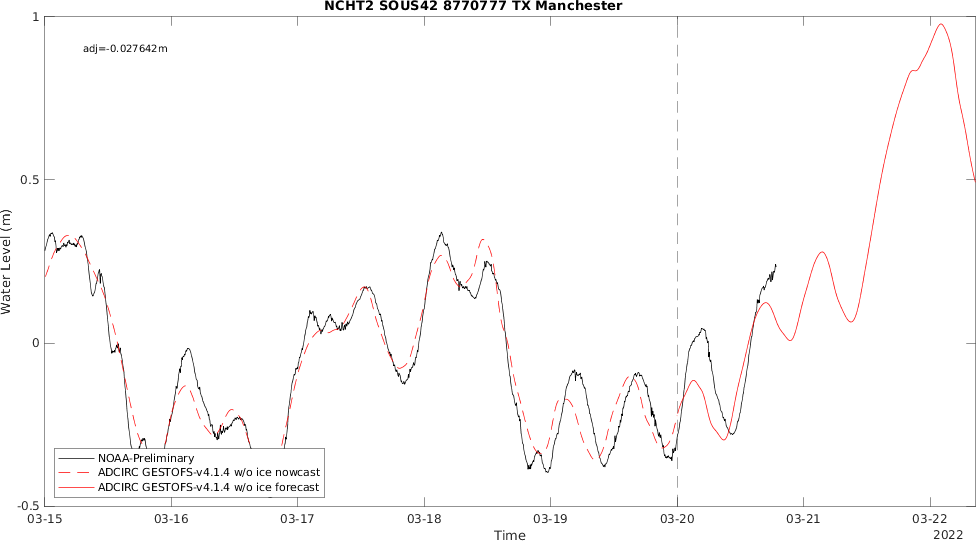 NCHT2 SOUS42 8770777 TX Manchester
adj=-0.027642m
1
0.5
0
-0.5
Water Level (m)
NOAA-Preliminary
ADCIRC GESTOFS-v4.1.4 w/o ice nowcast
ADCIRC GESTOFS-v4.1.4 w/o ice forecast
03-15 03-16 03-17 03-18 03-19 03-20 03-21 03-22
Time
2022